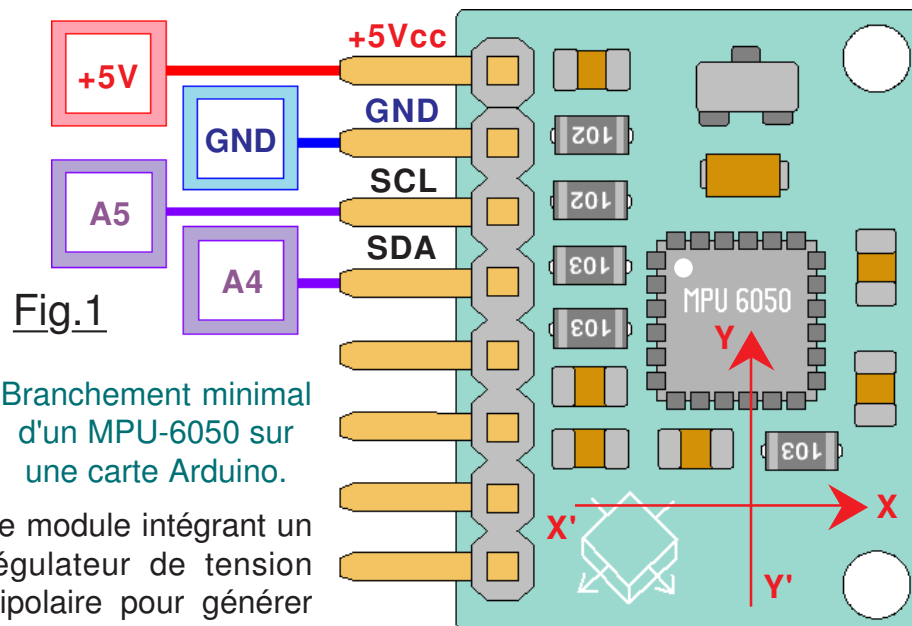 +5Vcc
+5V
GND
GND
SCL
A5
SDA
A4
Fig.1
Branchement minimal
d'un MPU-6050 sur
une carte Arduino.
e module intégrant un
égulateur de tension
ipolaire pour générer
102
102
103
103
MPU 6050
Y
103
X'
X
Y'